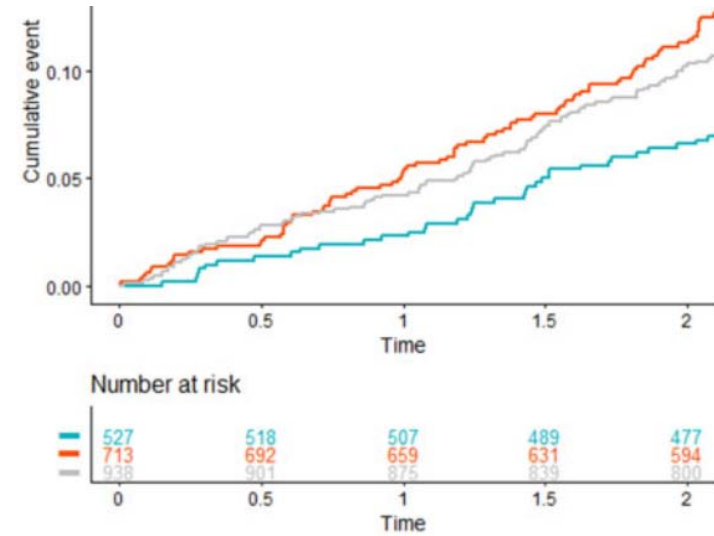 Cumulative event
0.10
0.05
0.00
0 0.5 1 1.5 2
Time
Number at risk
527 518 507 489 477
713 692 659 631 594
938 901 875 839 800
0 0.5 1 1.5 2
Time